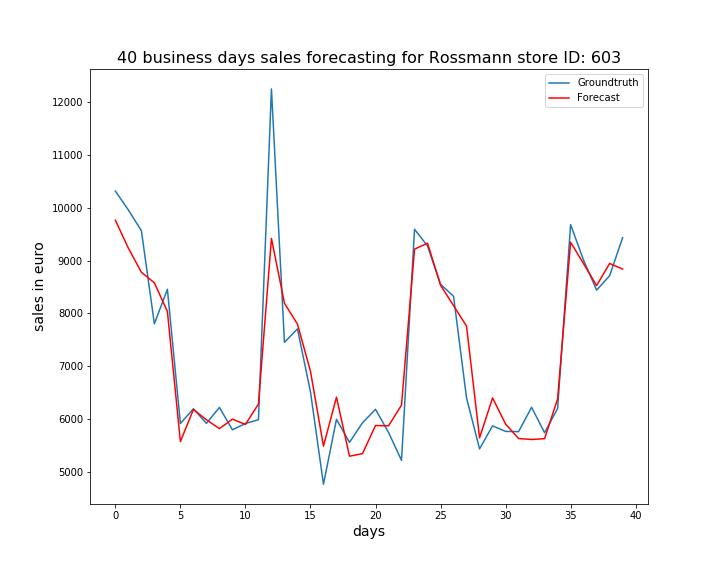 40 business days sales forecasting for Rossmann store ID: 603
Groundtruth
Forecast
12000
11000
10000
9000
8000
7000
6000
5000
sales in euro
0 5 10 15 20 25 30 35 40
days